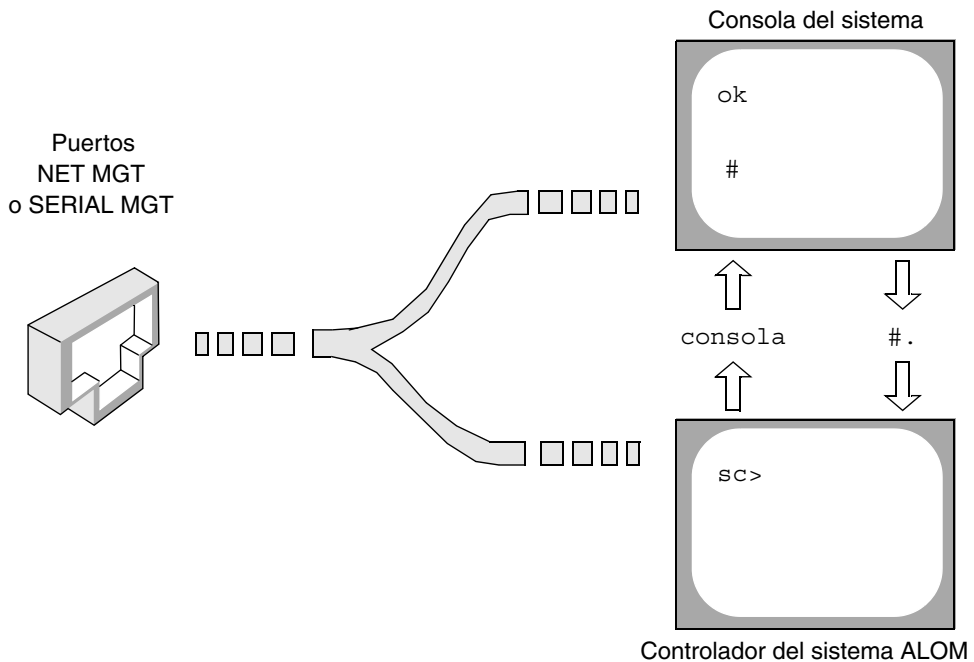 Consola del sistema
ok
#
Puertos
NET MGT
o SERIAL MGT
consola
#.
sc>
Controlador del sistema ALOM